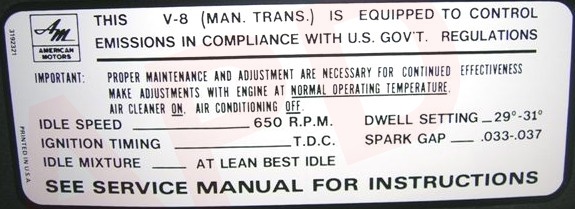 THIS V-8 (MAN. TRANS.) IS EQUIPPED TO CONTROL
EMISSIONS IN COMPLIANCE WITH U.S. GOV'T. REGULATIONS
AM
AMERICAN
MOTORS
3192321
IMPORTANT: PROPER MAINTENANCE AND ADJUSTMENT ARE NECESSARY FOR CONTINUED EFFECTIVENESS
MAKE ADJUSTMENTS WITH ENGINE AT NORMAL OPERATING TEMPERATURE.
AIR CLEANER ON, AIR CONDITIONING OFF.
IDLE SPEED 650 R.P.M. DWELL SETTING 29°-31°
IGNITION TIMING T.D.C. SPARK GAP .033-.037
IDLE MIXTURE AT LEAN BEST IDLE
PRINTED IN U.S.A.
SEE SERVICE MANUAL FOR INSTRUCTIONS